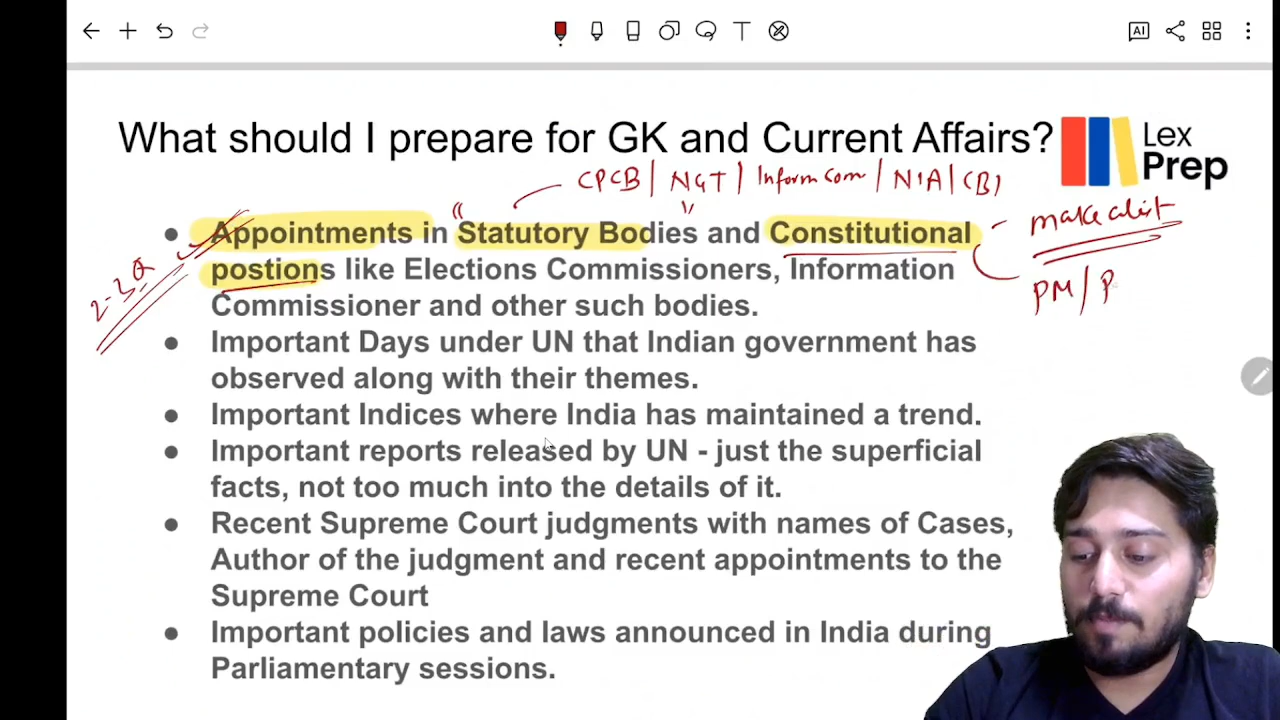 AI
What should I prepare for GK and Current Affairs?
Lex
Prep
CPCB / NGT / Inform Com / NIA / CBI
● Appointments in Statutory Bodies and Constitutional
postions like Elections Commissioners, Information
Commissioner and other such bodies.
make a list
PM / P
2-3 Q
● Important Days under UN that Indian government has
observed along with their themes.
● Important Indices where India has maintained a trend.
● Important reports released by UN - just the superficial
facts, not too much into the details of it.
● Recent Supreme Court judgments with names of Cases,
Author of the judgment and recent appointments to the
Supreme Court
● Important policies and laws announced in India during
Parliamentary sessions.